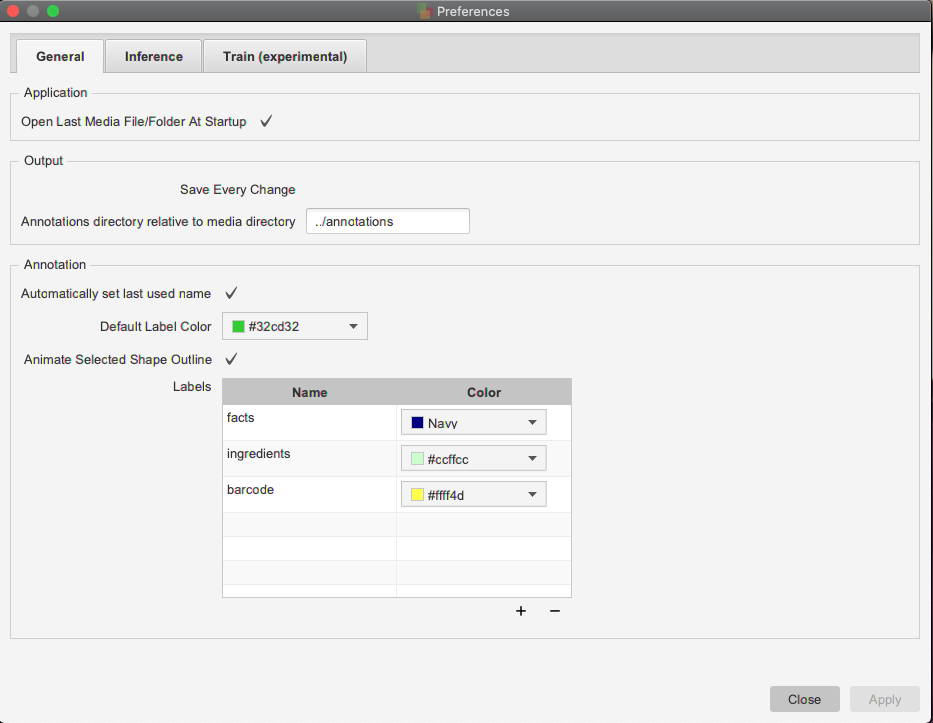 Preferences
General
Inference
Train (experimental)
Application
Open Last Media File/Folder At Startup
Output
Save Every Change
Annotations directory relative to media directory
../annotations
Annotation
Automatically set last used name
Default Label Color
#32cd32
Animate Selected Shape Outline
Labels
Name
Color
facts
Navy
ingredients
#ccffcc
barcode
#ffff4d
+
−
Close
Apply